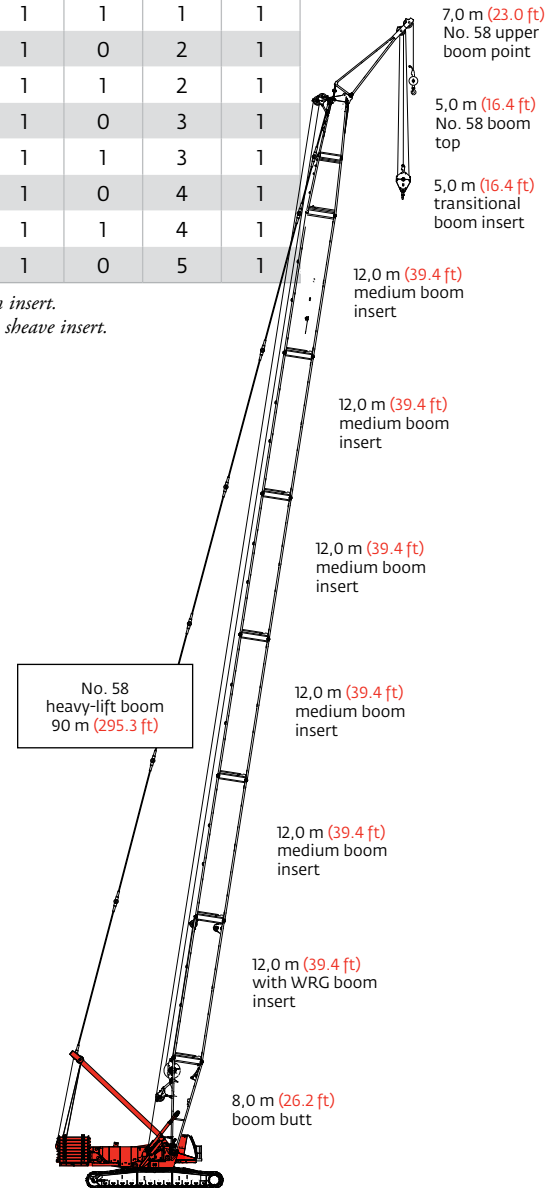 1 1 1 1
1 0 2 1
1 1 2 1
1 0 3 1
1 1 3 1
1 0 4 1
1 1 4 1
1 0 5 1
insert.
sheave insert.
7,0 m (23.0 ft)
No. 58 upper
boom point
5,0 m (16.4 ft)
No. 58 boom
top
5,0 m (16.4 ft)
transitional
boom insert
12,0 m (39.4 ft)
medium boom
insert
12,0 m (39.4 ft)
medium boom
insert
12,0 m (39.4 ft)
medium boom
insert
12,0 m (39.4 ft)
medium boom
insert
12,0 m (39.4 ft)
medium boom
insert
12,0 m (39.4 ft)
with WRG boom
insert
8,0 m (26.2 ft)
boom butt
No. 58
heavy-lift boom
90 m (295.3 ft)